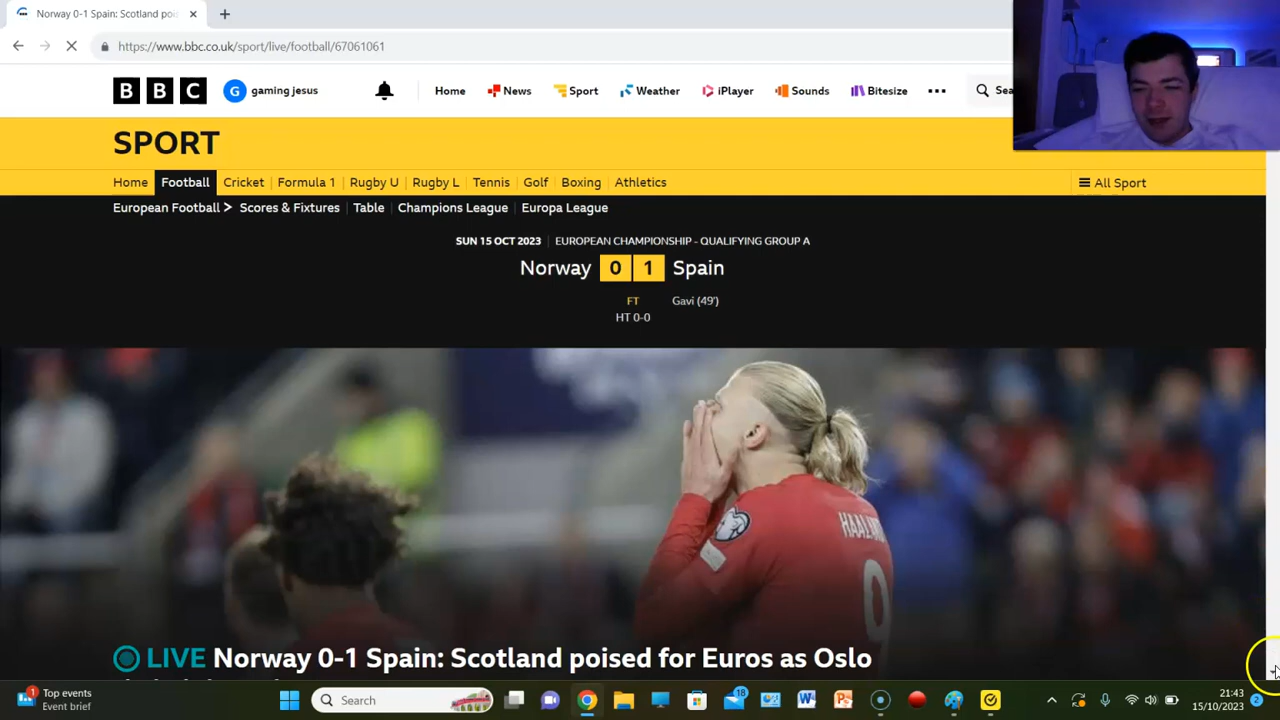 Norway 0-1 Spain: Scotland pois
https://www.bbc.co.uk/sport/live/football/67061061
BBC
G gaming jesus
Home News Sport Weather iPlayer Sounds Bitesize
SPORT
Home Football Cricket Formula 1 Rugby U Rugby L Tennis Golf Boxing Athletics All Sport
European Football Scores & Fixtures Table Champions League Europa League
SUN 15 OCT 2023 EUROPEAN CHAMPIONSHIP - QUALIFYING GROUP A
Norway 0 1 Spain
FT Gavi (49')
HT 0-0
9
LIVE Norway 0-1 Spain: Scotland poised for Euros as Oslo
1 Top events
Event brief
Search
18
21:43
15/10/2023
2